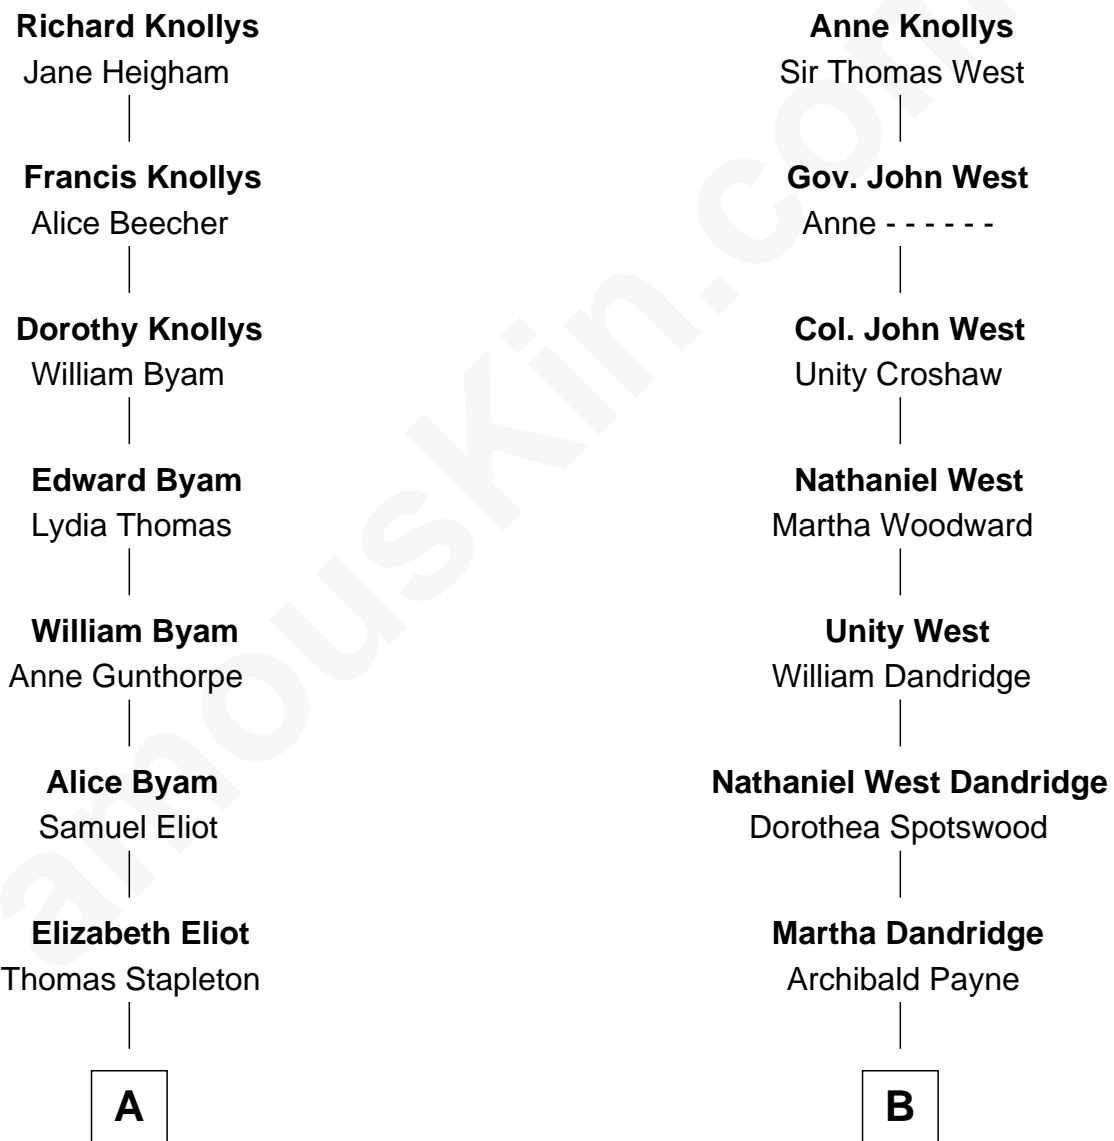 Richard Knollys
Jane Heigham
Francis Knollys
Alice Beecher
Dorothy Knollys
William Byam
Edward Byam
Lydia Thomas
William Byam
Anne Gunthorpe
Alice Byam
Samuel Eliot
Elizabeth Eliot
Thomas Stapleton
A
Anne Knollys
Sir Thomas West
Gov. John West
Anne - - - - - -
Col. John West
Unity Croshaw
Nathaniel West
Martha Woodward
Unity West
William Dandridge
Nathaniel West Dandridge
Dorothea Spotswood
Martha Dandridge
Archibald Payne
B
amouskin.com